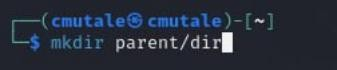 ┌──(cmutale㉿cmutale)-[~]
└─$ mkdir parent/dir